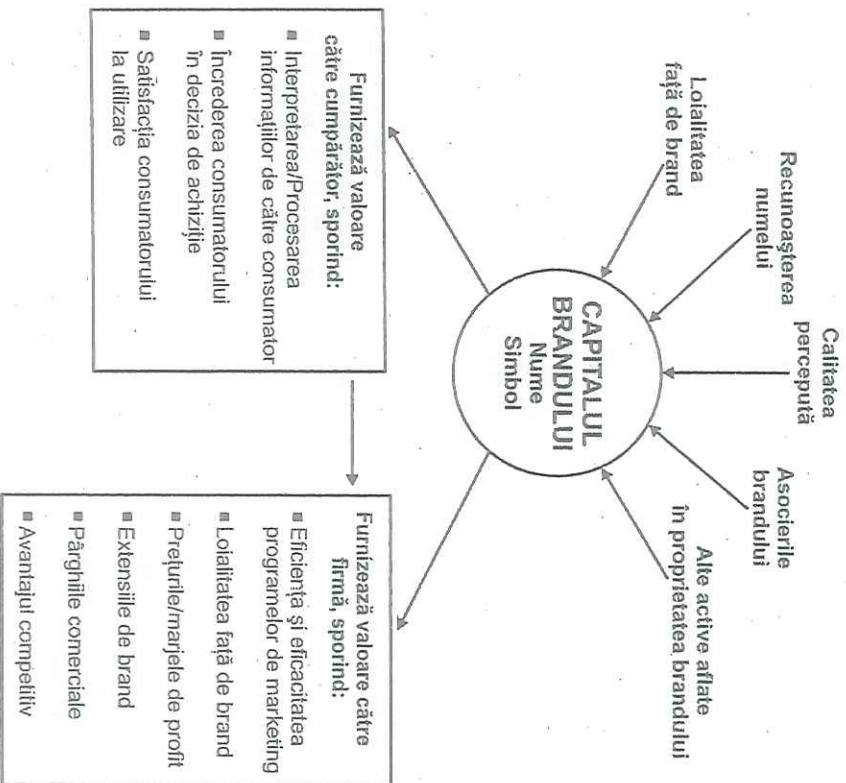 Loialitatea
față de brand
Recunoașterea
numelui
Calitatea
percepută
Asocierile
brandului
Alte active aflate
în proprietatea brandului
CAPITALUL
BRANDULUI
Nume
Simbol
Furnizează valoare
către cumpărător, sporind:
■ Interpretarea/Procesarea
informațiilor de către consumator
■ Încrederea consumatorului
în decizia de achiziție
■ Satisfacția consumatorului
la utilizare
Furnizează valoare către
firmă, sporind:
■ Eficiența și eficacitatea
programelor de marketing
■ Loialitatea față de brand
■ Prețurile/marjele de profit
■ Extensiile de brand
■ Pârghiile comerciale
■ Avantajul competitiv